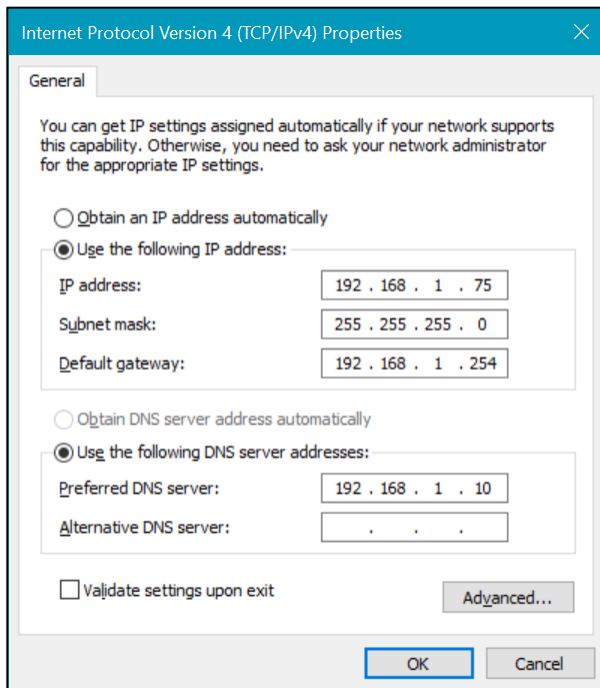 Internet Protocol Version 4 (TCP/IPv4) Properties
General
You can get IP settings assigned automatically if your network supports
this capability. Otherwise, you need to ask your network administrator
for the appropriate IP settings.
Obtain an IP address automatically
Use the following IP address:
IP address: 192 . 168 . 1 . 75
Subnet mask: 255 . 255 . 255 . 0
Default gateway: 192 . 168 . 1 . 254
Obtain DNS server address automatically
Use the following DNS server addresses:
Preferred DNS server: 192 . 168 . 1 . 10
Alternative DNS server: . . .
Validate settings upon exit
Advanced...
OK Cancel